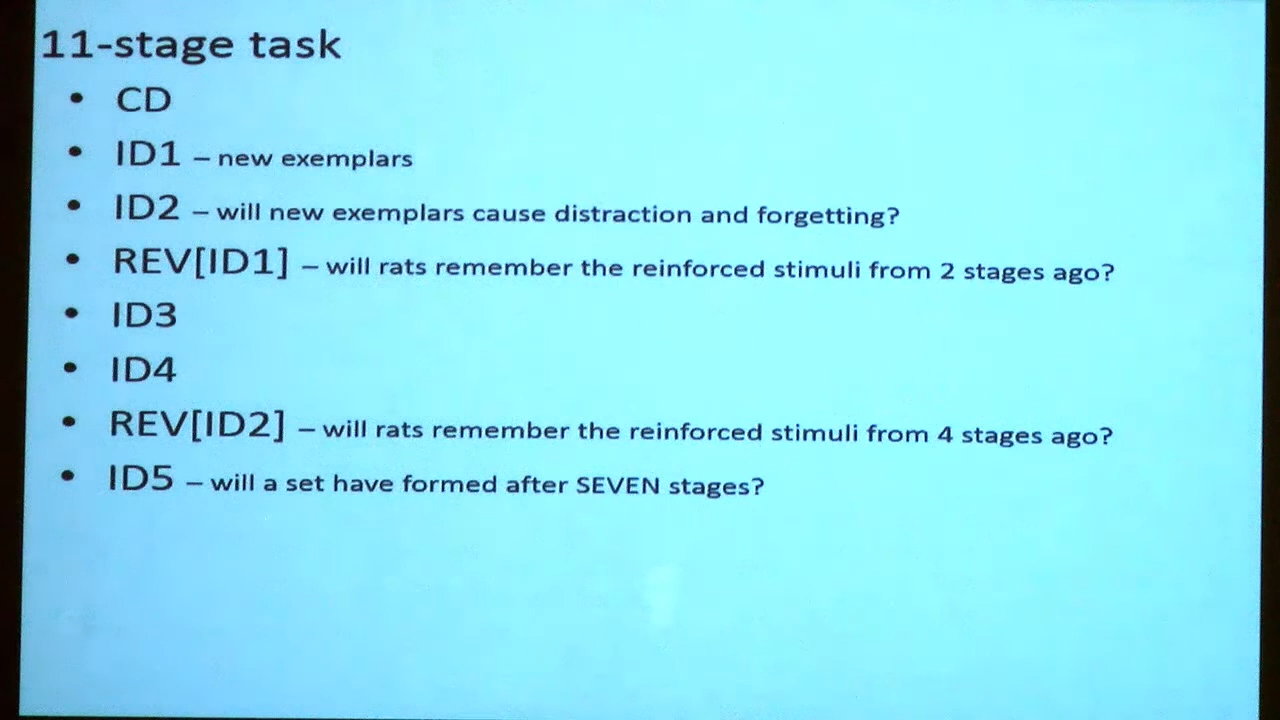 11-stage task
• CD
• ID1 – new exemplars
• ID2 – will new exemplars cause distraction and forgetting?
• REV[ID1] – will rats remember the reinforced stimuli from 2 stages ago?
• ID3
• ID4
• REV[ID2] – will rats remember the reinforced stimuli from 4 stages ago?
• ID5 – will a set have formed after SEVEN stages?